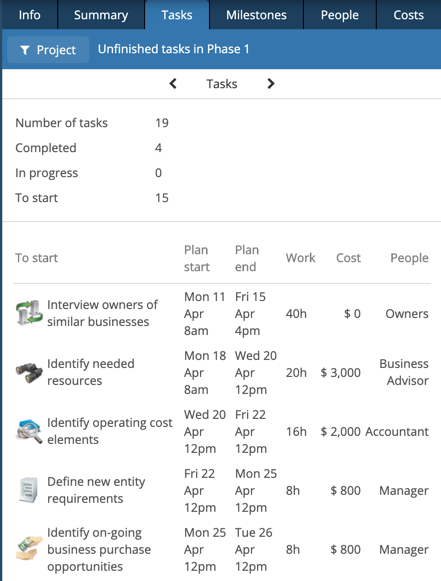 Info Summary Tasks Milestones People Costs
Project Unfinished tasks in Phase 1
Tasks
Number of tasks 19
Completed 4
In progress 0
To start 15
To start Plan start Plan end Work Cost People
Interview owners of similar businesses Mon 11 Apr 8am Fri 15 Apr 4pm 40h $ 0 Owners
Identify needed resources Mon 18 Apr 8am Wed 20 Apr 12pm 20h $ 3,000 Business Advisor
Identify operating cost elements Wed 20 Apr 12pm Fri 22 Apr 12pm 16h $ 2,000 Accountant
Define new entity requirements Fri 22 Apr 12pm Mon 25 Apr 12pm 8h $ 800 Manager
Identify on-going business purchase opportunities Mon 25 Apr 12pm Tue 26 Apr 12pm 8h $ 800 Manager